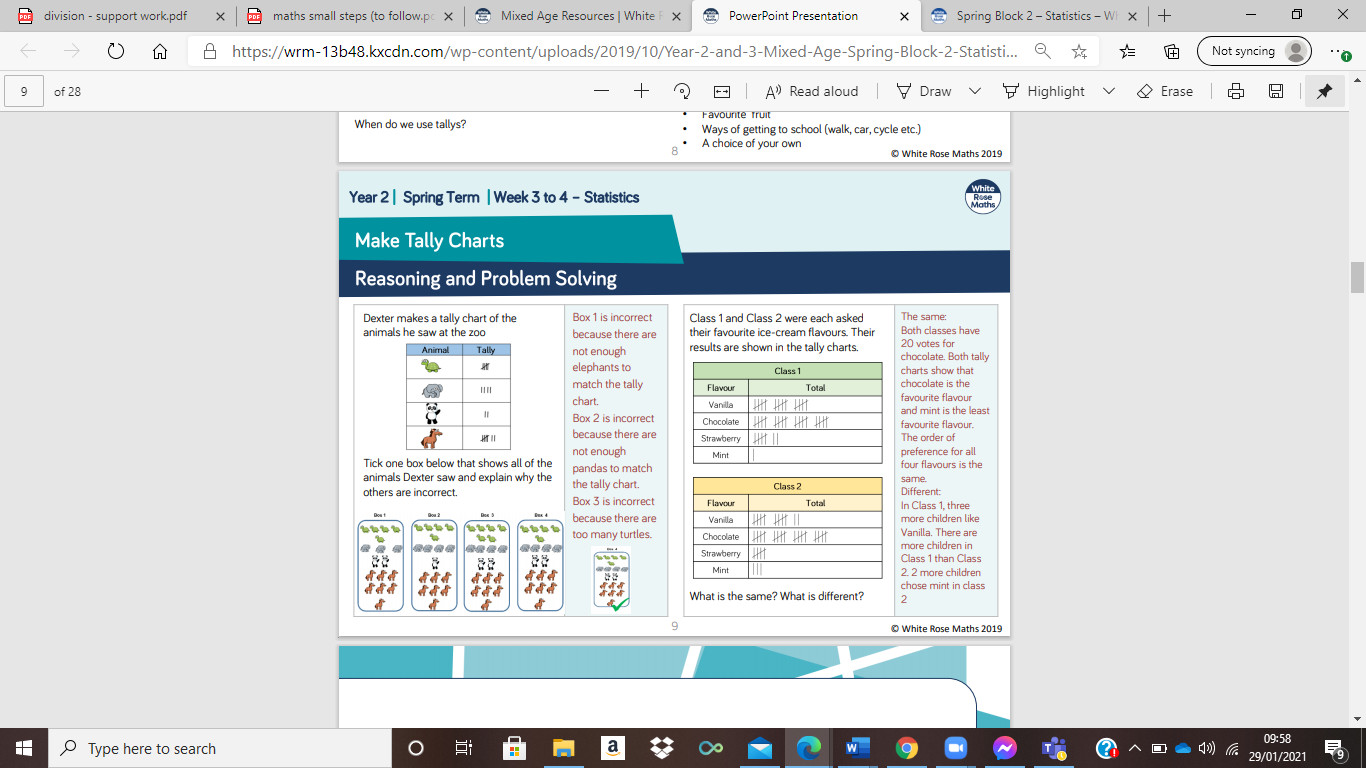 division - support work.pdf
maths small steps (to follow.pd
Mixed Age Resources | White R
PowerPoint Presentation
Spring Block 2 – Statistics – Wh
https://wrm-13b48.kxcdn.com/wp-content/uploads/2019/10/Year-2-and-3-Mixed-Age-Spring-Block-2-Statisti...
Not syncing
9 of 28
Read aloud
Draw
Highlight
Erase
When do we use tallys?
• Favourite fruit
• Ways of getting to school (walk, car, cycle etc.)
• A choice of your own
8
© White Rose Maths 2019
Year 2 | Spring Term | Week 3 to 4 – Statistics
White
Rose
Maths
Make Tally Charts
Reasoning and Problem Solving
Dexter makes a tally chart of the
animals he saw at the zoo
Animal Tally
Tick one box below that shows all of the
animals Dexter saw and explain why the
others are incorrect.
Box 1 Box 2 Box 3 Box 4
Box 1 is incorrect
because there are
not enough
elephants to
match the tally
chart.
Box 2 is incorrect
because there are
not enough
pandas to match
the tally chart.
Box 3 is incorrect
because there are
too many turtles.
Box 4
Class 1 and Class 2 were each asked
their favourite ice-cream flavours. Their
results are shown in the tally charts.
Class 1
Flavour Total
Vanilla
Chocolate
Strawberry
Mint
Class 2
Flavour Total
Vanilla
Chocolate
Strawberry
Mint
What is the same? What is different?
The same:
Both classes have
20 votes for
chocolate. Both tally
charts show that
chocolate is the
favourite flavour
and mint is the least
favourite flavour.
The order of
preference for all
four flavours is the
same.
Different:
In Class 1, three
more children like
Vanilla. There are
more children in
Class 1 than Class
2. 2 more children
chose mint in class
2
9
© White Rose Maths 2019
Type here to search
09:58
29/01/2021
9